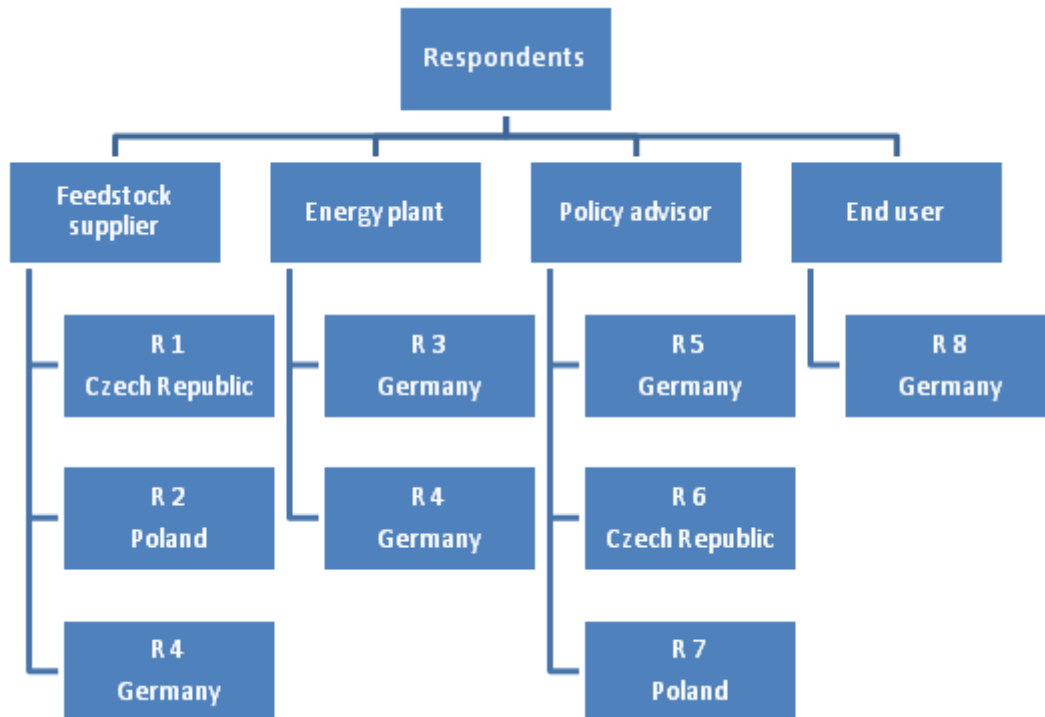 Respondents
Feedstock
supplier
Energy plant
Policy advisor
End user
R 1
Czech Republic
R 2
Poland
R 4
Germany
R 3
Germany
R 4
Germany
R 5
Germany
R 6
Czech Republic
R 7
Poland
R 8
Germany